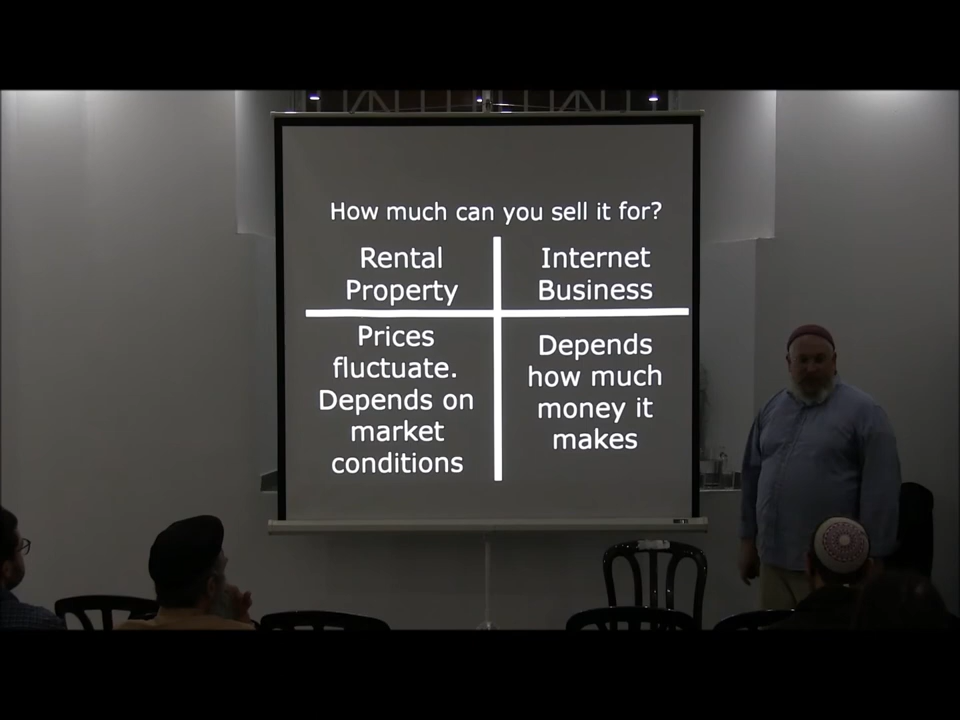 How much can you sell it for?
Rental
Property
Internet
Business
Prices
fluctuate.
Depends on
market
conditions
Depends
how much
money it
makes